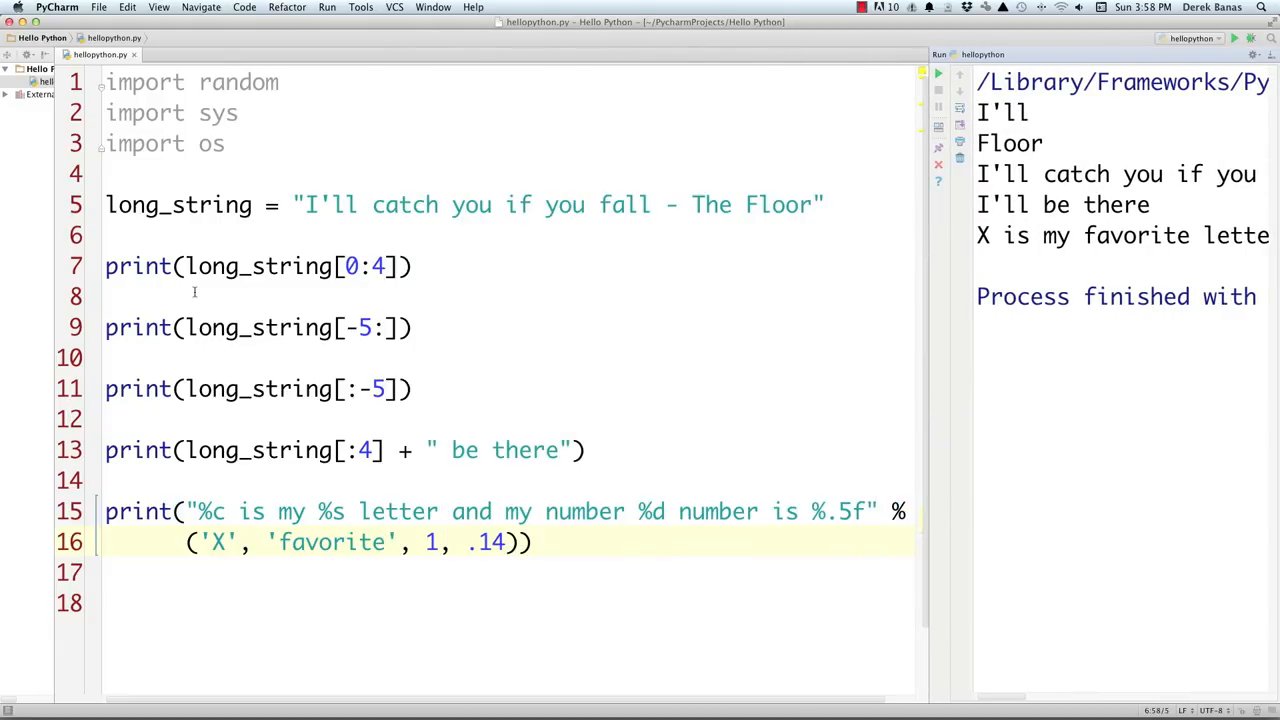 PyCharm File Edit View Navigate Code Refactor Run Tools VCS Window Help 10 Sun 3:58 PM Derek Banas
hellopython.py - Hello Python - [~/PycharmProjects/Hello Python]
Hello Python hellopython.py hellopython
hellopython.py × Run hellopython
Hello P
hell
Externa
1 import random
2 import sys
3 import os
4
5 long_string = "I'll catch you if you fall - The Floor"
6
7 print(long_string[0:4])
8
9 print(long_string[-5:])
10
11 print(long_string[:-5])
12
13 print(long_string[:4] + " be there")
14
15 print("%c is my %s letter and my number %d number is %.5f" %
16 ('X', 'favorite', 1, .14))
17
18
/Library/Frameworks/Py
I'll
Floor
I'll catch you if you
I'll be there
X is my favorite lette
Process finished with
6:58/5 LF UTF-8